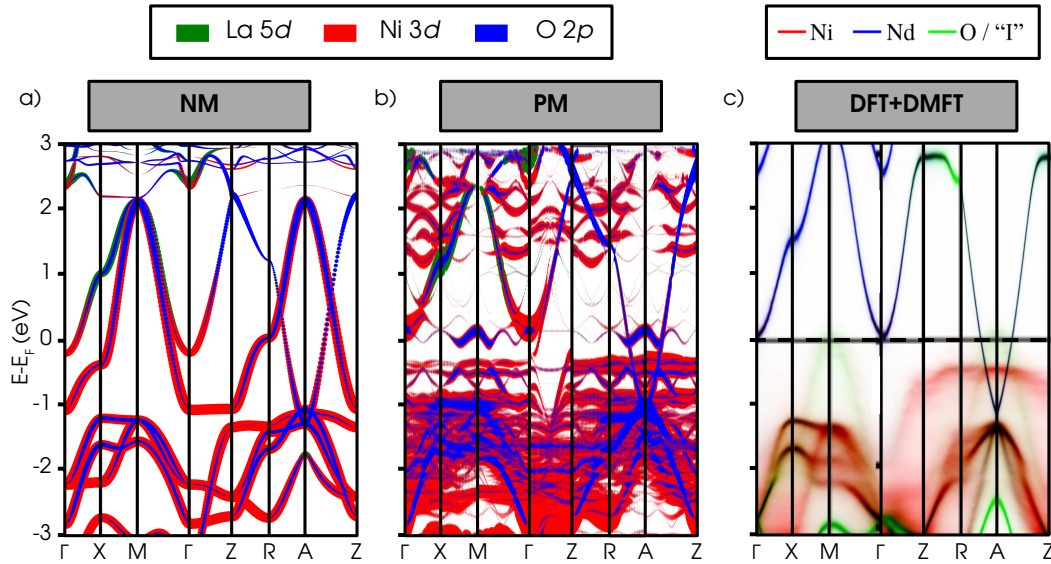 La 5d Ni 3d O 2p
Ni Nd O / “I”
a) NM
b) PM
c) DFT+DMFT
E-E_F (eV)
3
2
1
0
-1
-2
-3
Γ X M Γ Z R A Z
Γ X M Γ Z R A Z
Γ X M Γ Z R A Z